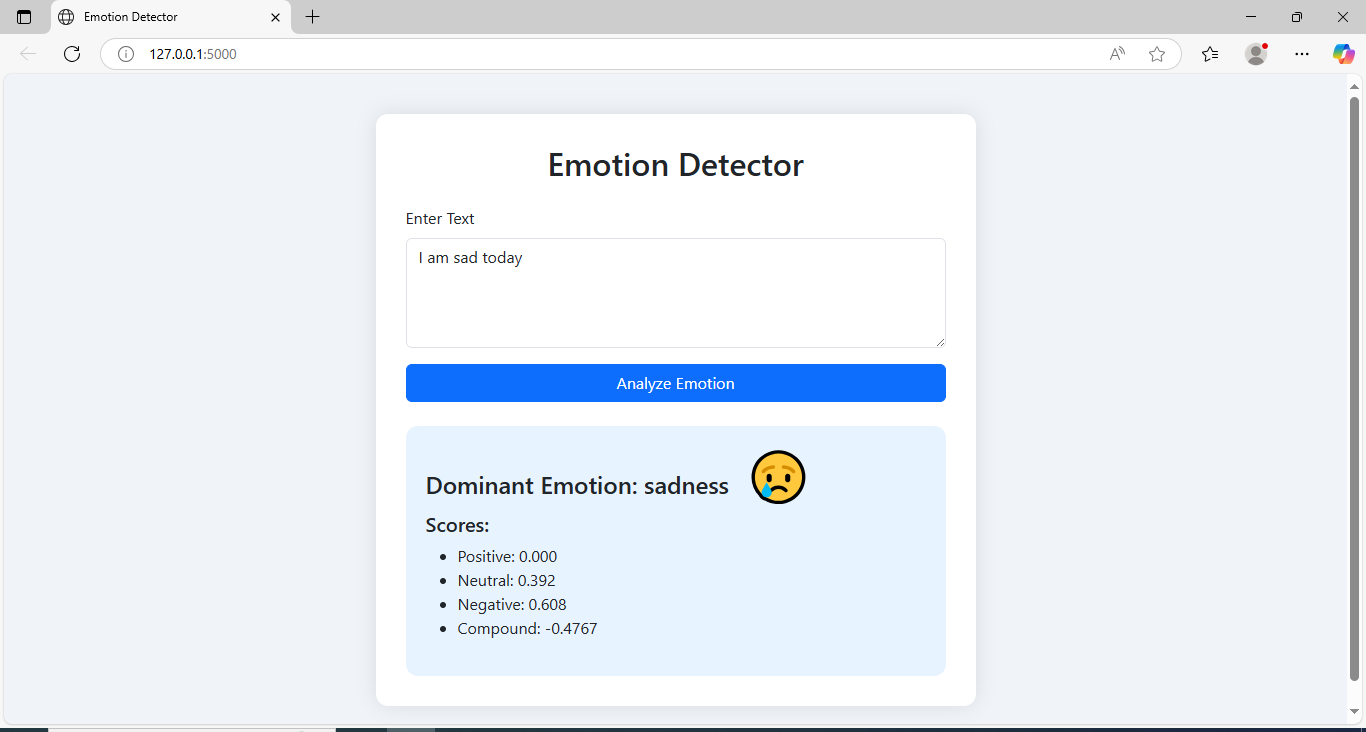 Emotion Detector
127.0.0.1:5000
Emotion Detector
Enter Text
I am sad today
Analyze Emotion
Dominant Emotion: sadness
Scores:
Positive: 0.000
Neutral: 0.392
Negative: 0.608
Compound: -0.4767